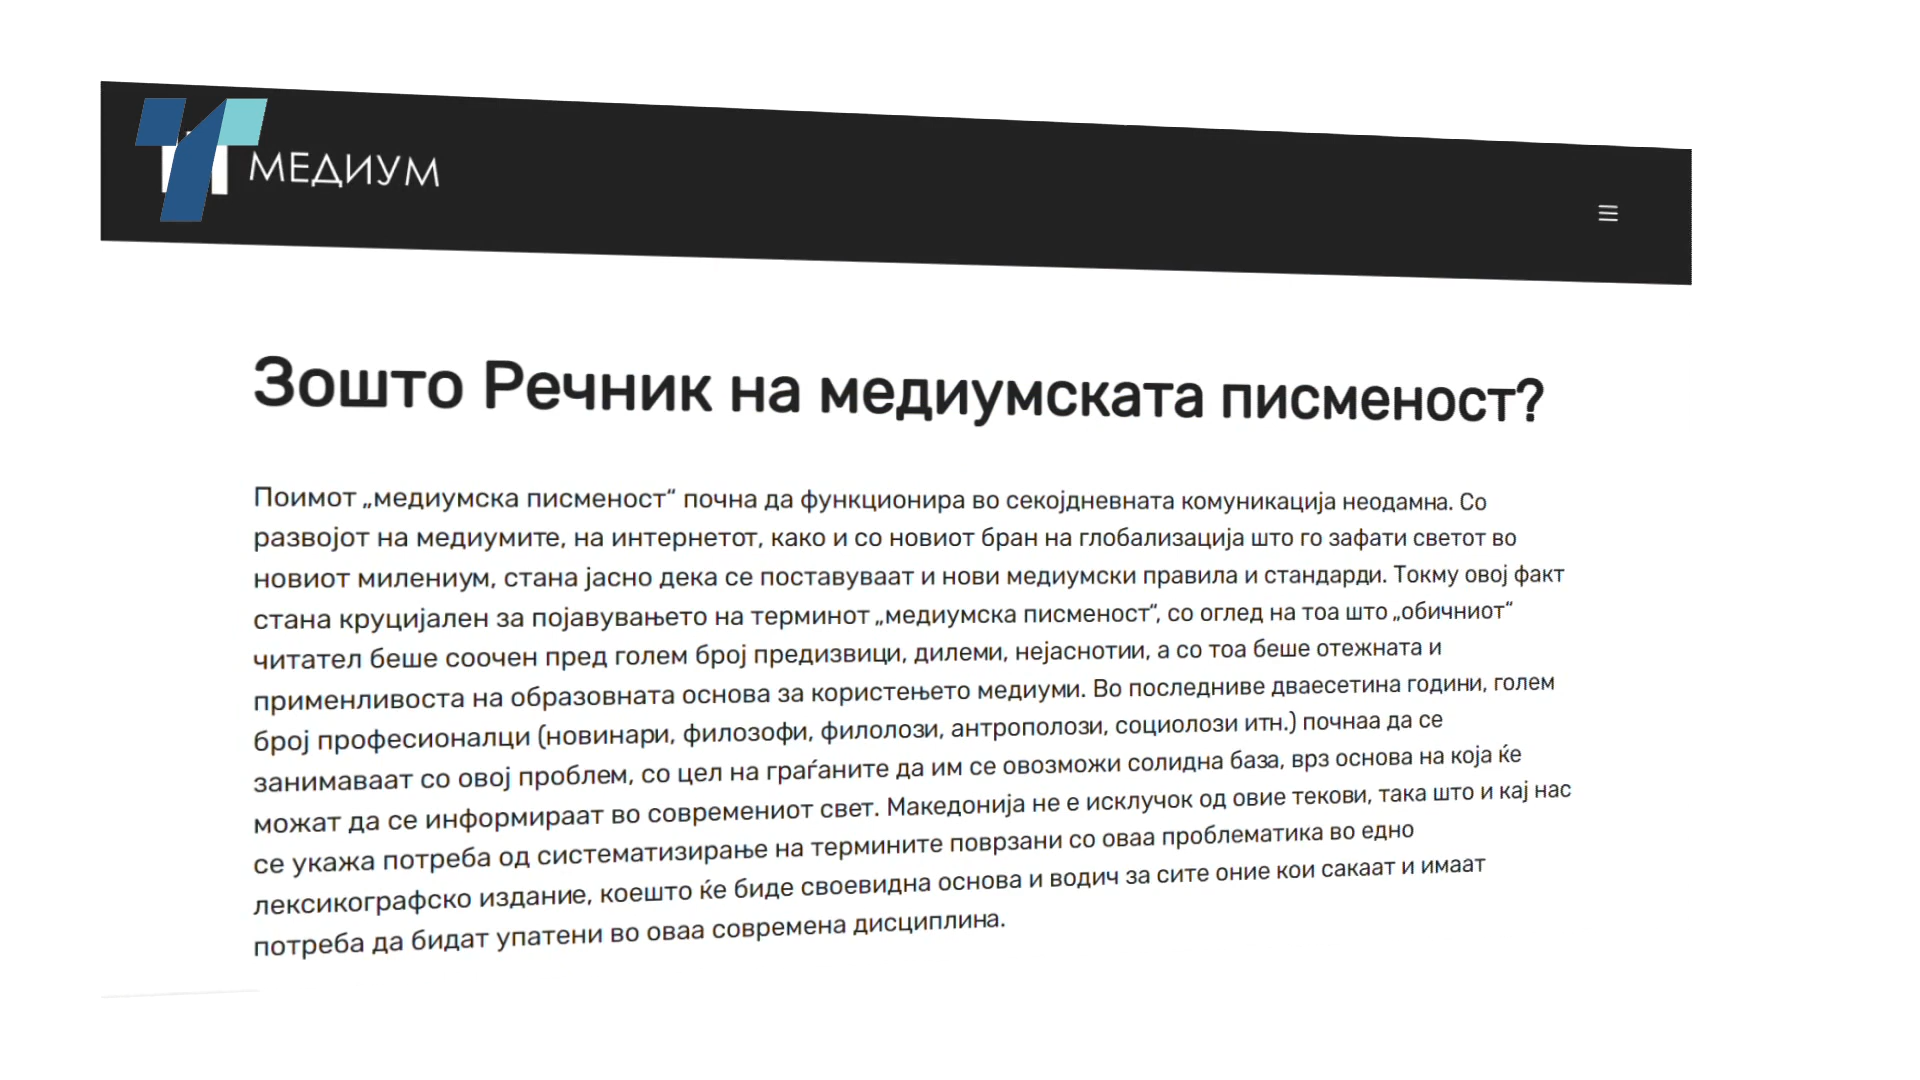 МЕДИУМ
Зошто Речник на медиумската писменост?
Поимот „медиумска писменост“ почна да функционира во секојдневната комуникација неодамна. Со
развојот на медиумите, на интернетот, како и со новиот бран на глобализација што го зафати светот во
новиот милениум, стана јасно дека се поставуваат и нови медиумски правила и стандарди. Токму овој факт
стана круцијален за појавувањето на терминот „медиумска писменост“, со оглед на тоа што „обичниот“
читател беше соочен пред голем број предизвици, дилеми, нејаснотии, а со тоа беше отежната и
применливоста на образовната основа за користењето медиуми. Во последниве дваесетина години, голем
број професионалци (новинари, филозофи, филолози, антрополози, социолози итн.) почнаа да се
занимаваат со овој проблем, со цел на граѓаните да им се овозможи солидна база, врз основа на која ќе
можат да се информираат во современиот свет. Македонија не е исклучок од овие текови, така што и кај нас
се укажа потреба од систематизирање на термините поврзани со оваа проблематика во едно
лексикографско издание, коешто ќе биде своевидна основа и водич за сите оние кои сакаат и имаат
потреба да бидат упатени во оваа современа дисциплина.